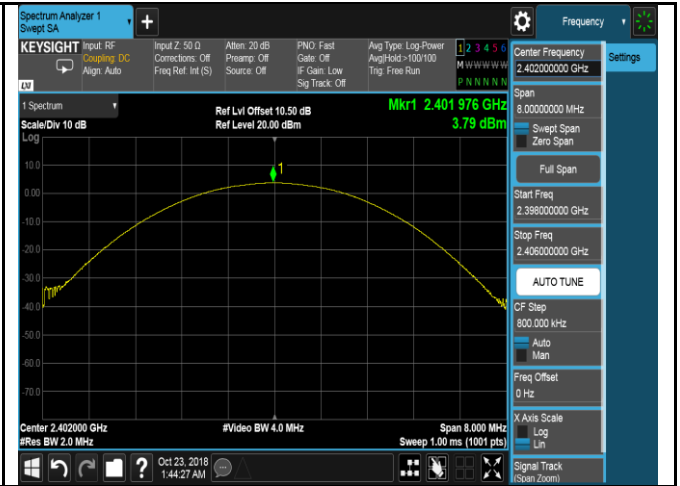 Spectrum Analyzer 1
Swept SA
+
Frequency
KEYSIGHT
Input: RF
Coupling: DC
Align: Auto
Input Z: 50 Ω
Corrections: Off
Freq Ref: Int (S)
Atten: 20 dB
Preamp: Off
Source: Off
PNO: Fast
Gate: Off
IF Gain: Low
Sig Track: Off
Avg Type: Log-Power
Avg|Hold:>100/100
Trig: Free Run
1 2 3 4 5 6
M W W W W W
P N N N N N
LXI
1 Spectrum
Scale/Div 10 dB
Log
Ref Lvl Offset 10.50 dB
Ref Level 20.00 dBm
Mkr1 2.401 976 GHz
3.79 dBm
1
10.0
0.00
-10.0
-20.0
-30.0
-40.0
-50.0
-60.0
-70.0
Center 2.402000 GHz
#Res BW 2.0 MHz
#Video BW 4.0 MHz
Span 8.000 MHz
Sweep 1.00 ms (1001 pts)
?
Oct 23, 2018
1:44:27 AM
Center Frequency
2.402000000 GHz
Settings
Span
8.00000000 MHz
Swept Span
Zero Span
Full Span
Start Freq
2.398000000 GHz
Stop Freq
2.406000000 GHz
AUTO TUNE
CF Step
800.000 kHz
Auto
Man
Freq Offset
0 Hz
X Axis Scale
Log
Lin
Signal Track
(Span Zoom)